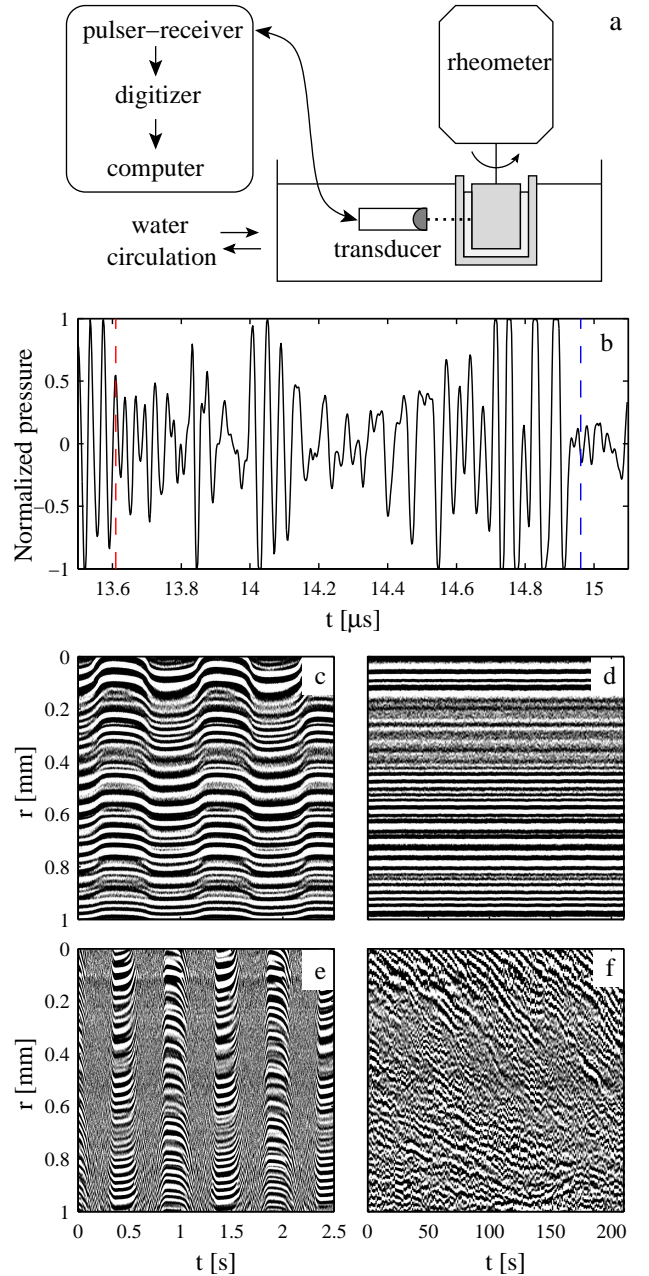 a
pulser–receiver
digitizer
computer
rheometer
water
circulation
transducer
b
Normalized pressure
1
0.5
0
−0.5
−1
13.6
13.8
14
14.2
14.4
14.6
14.8
15
t [μs]
c
d
r [mm]
0
0.2
0.4
0.6
0.8
1
e
f
r [mm]
0
0.2
0.4
0.6
0.8
1
0
0.5
1
1.5
2
2.5
t [s]
0
50
100
150
200
t [s]